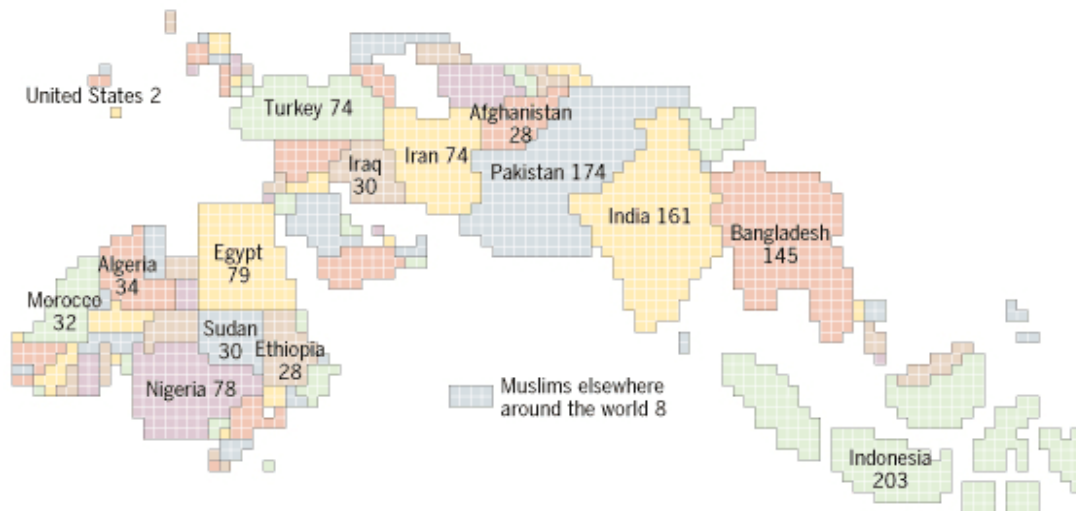 United States 2
Turkey 74
Afghanistan
28
Iran 74
Iraq
30
Pakistan 174
India 161
Bangladesh
145
Egypt
79
Algeria
34
Morocco
32
Sudan
30
Ethiopia
28
Nigeria 78
Muslims elsewhere
around the world 8
Indonesia
203